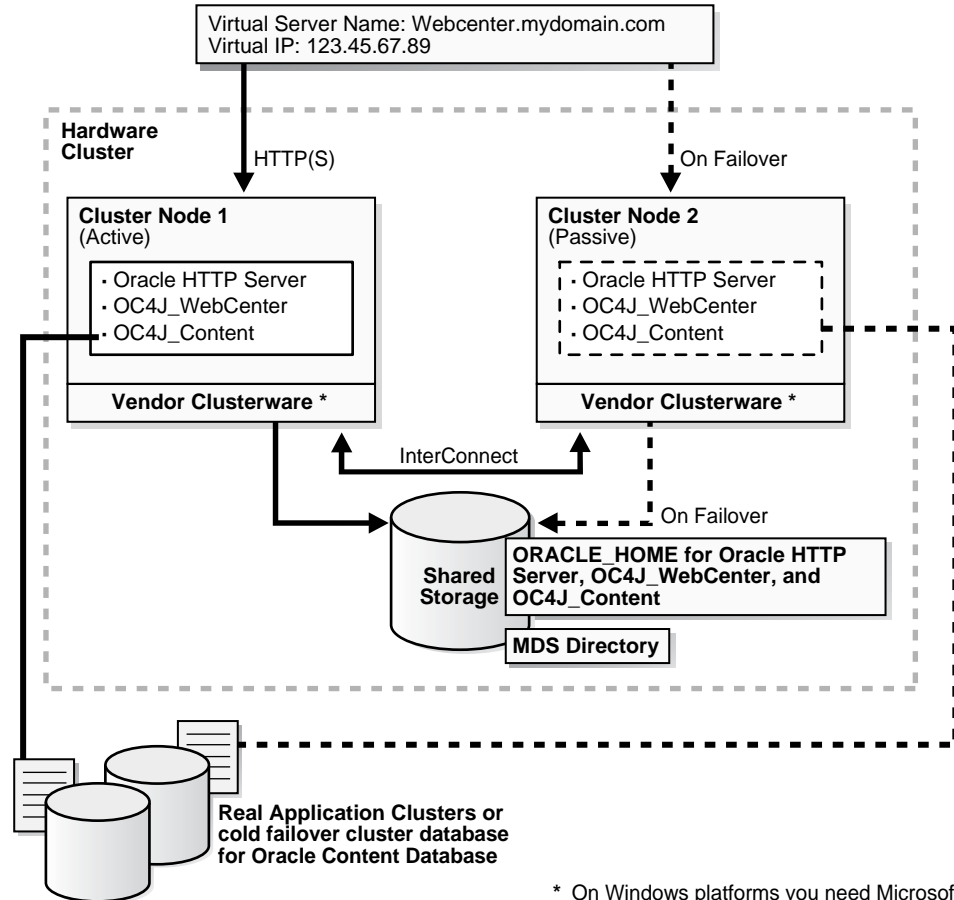 Virtual Server Name: Webcenter.mydomain.com
Virtual IP: 123.45.67.89
Hardware
Cluster
HTTP(S)
On Failover
Cluster Node 1
(Active)
· Oracle HTTP Server
· OC4J_WebCenter
· OC4J_Content
Vendor Clusterware *
Cluster Node 2
(Passive)
· Oracle HTTP Server
· OC4J_WebCenter
· OC4J_Content
Vendor Clusterware *
InterConnect
On Failover
Shared
Storage
ORACLE_HOME for Oracle HTTP
Server, OC4J_WebCenter, and
OC4J_Content
MDS Directory
Real Application Clusters or
cold failover cluster database
for Oracle Content Database
* On Windows platforms you need Microsof